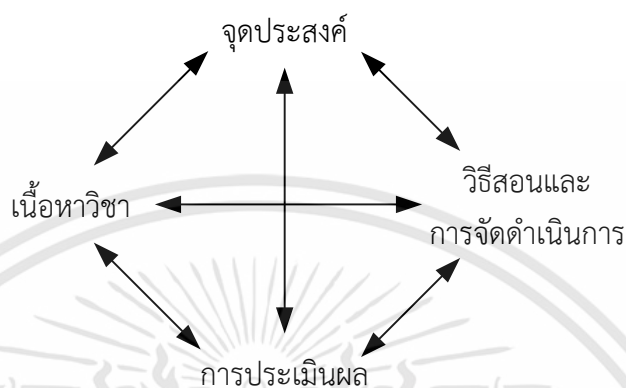 จุดประสงค์
เนื้อหาวิชา
วิธีสอนและ
การจัดดำเนินการ
การประเมินผล